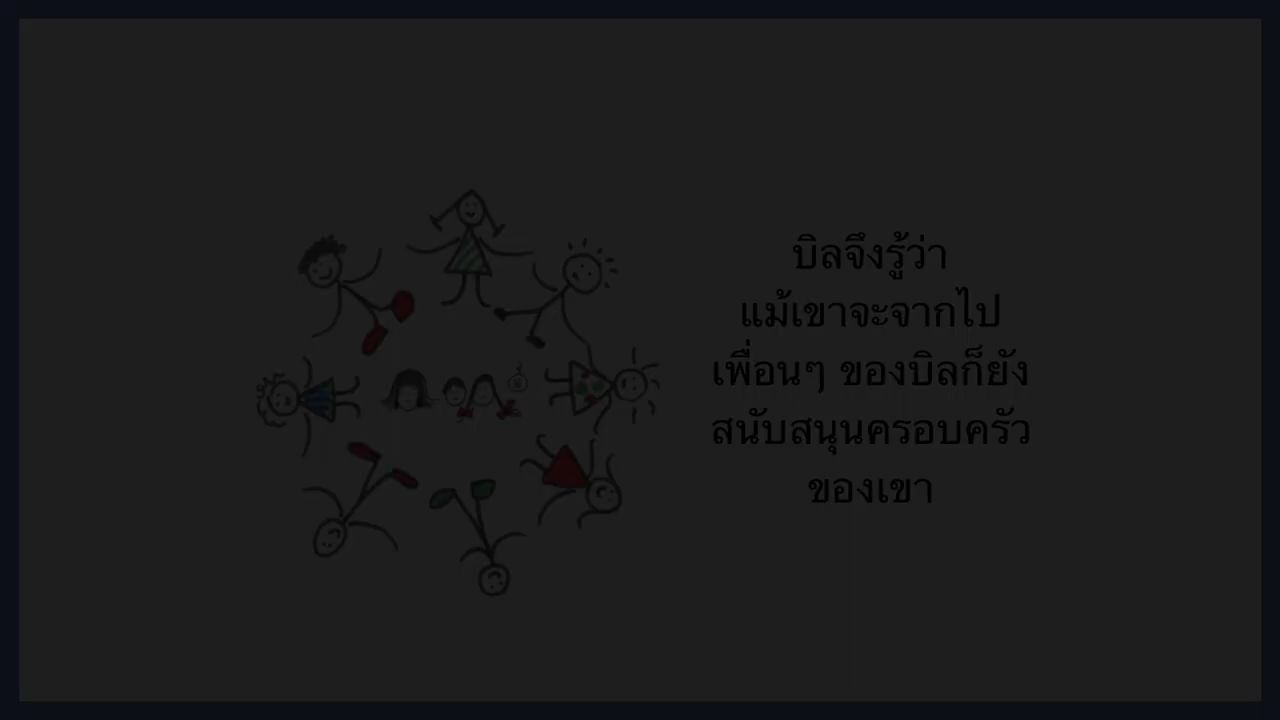 บิลจึงรู้ว่า
แม้เขาจะจากไป
เพื่อนๆ ของบิลก็ยัง
สนับสนุนครอบครัว
ของเขา